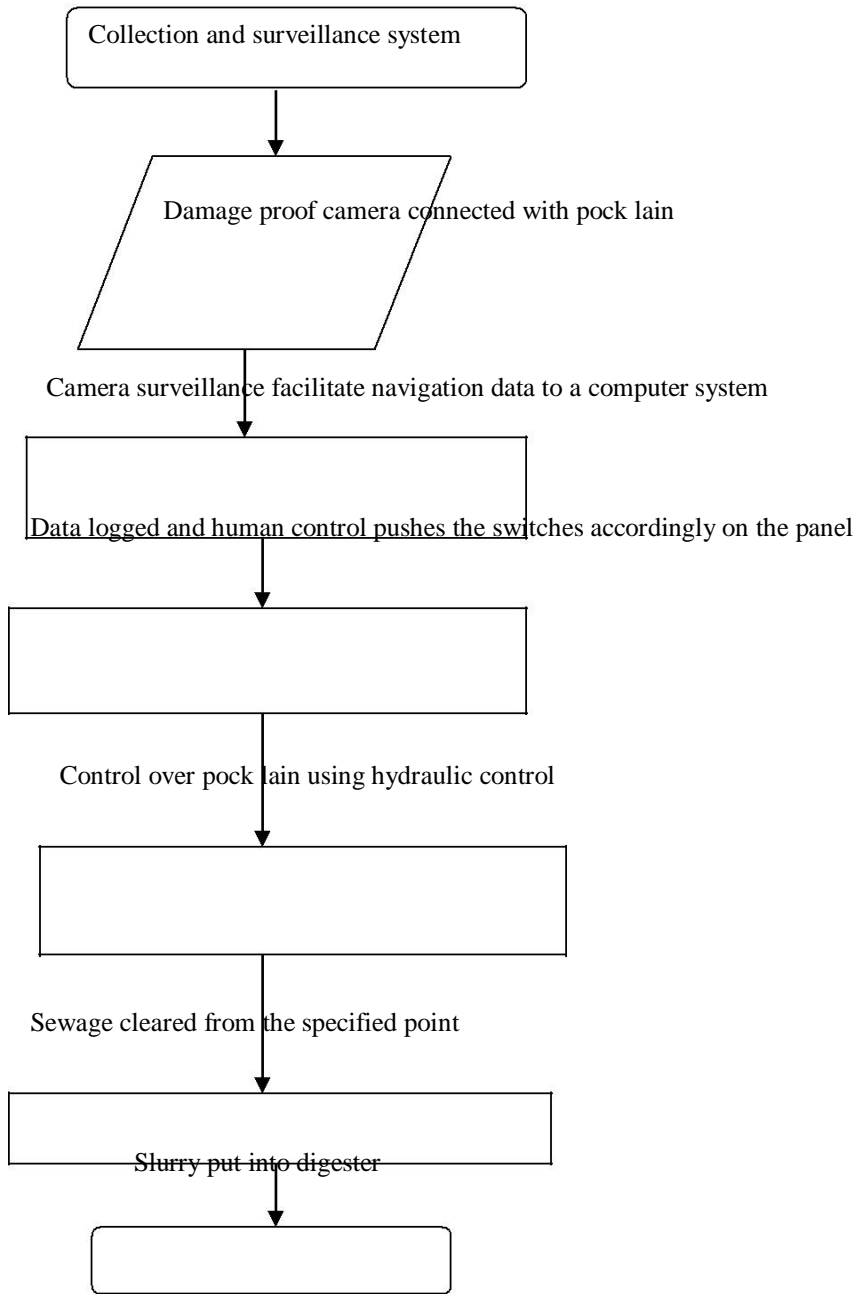 Collection and surveillance system
Damage proof camera connected with pock lain
Camera surveillance facilitate navigation data to a computer system
Data logged and human control pushes the switches accordingly on the panel
Control over pock lain using hydraulic control
Sewage cleared from the specified point
Slurry put into digester